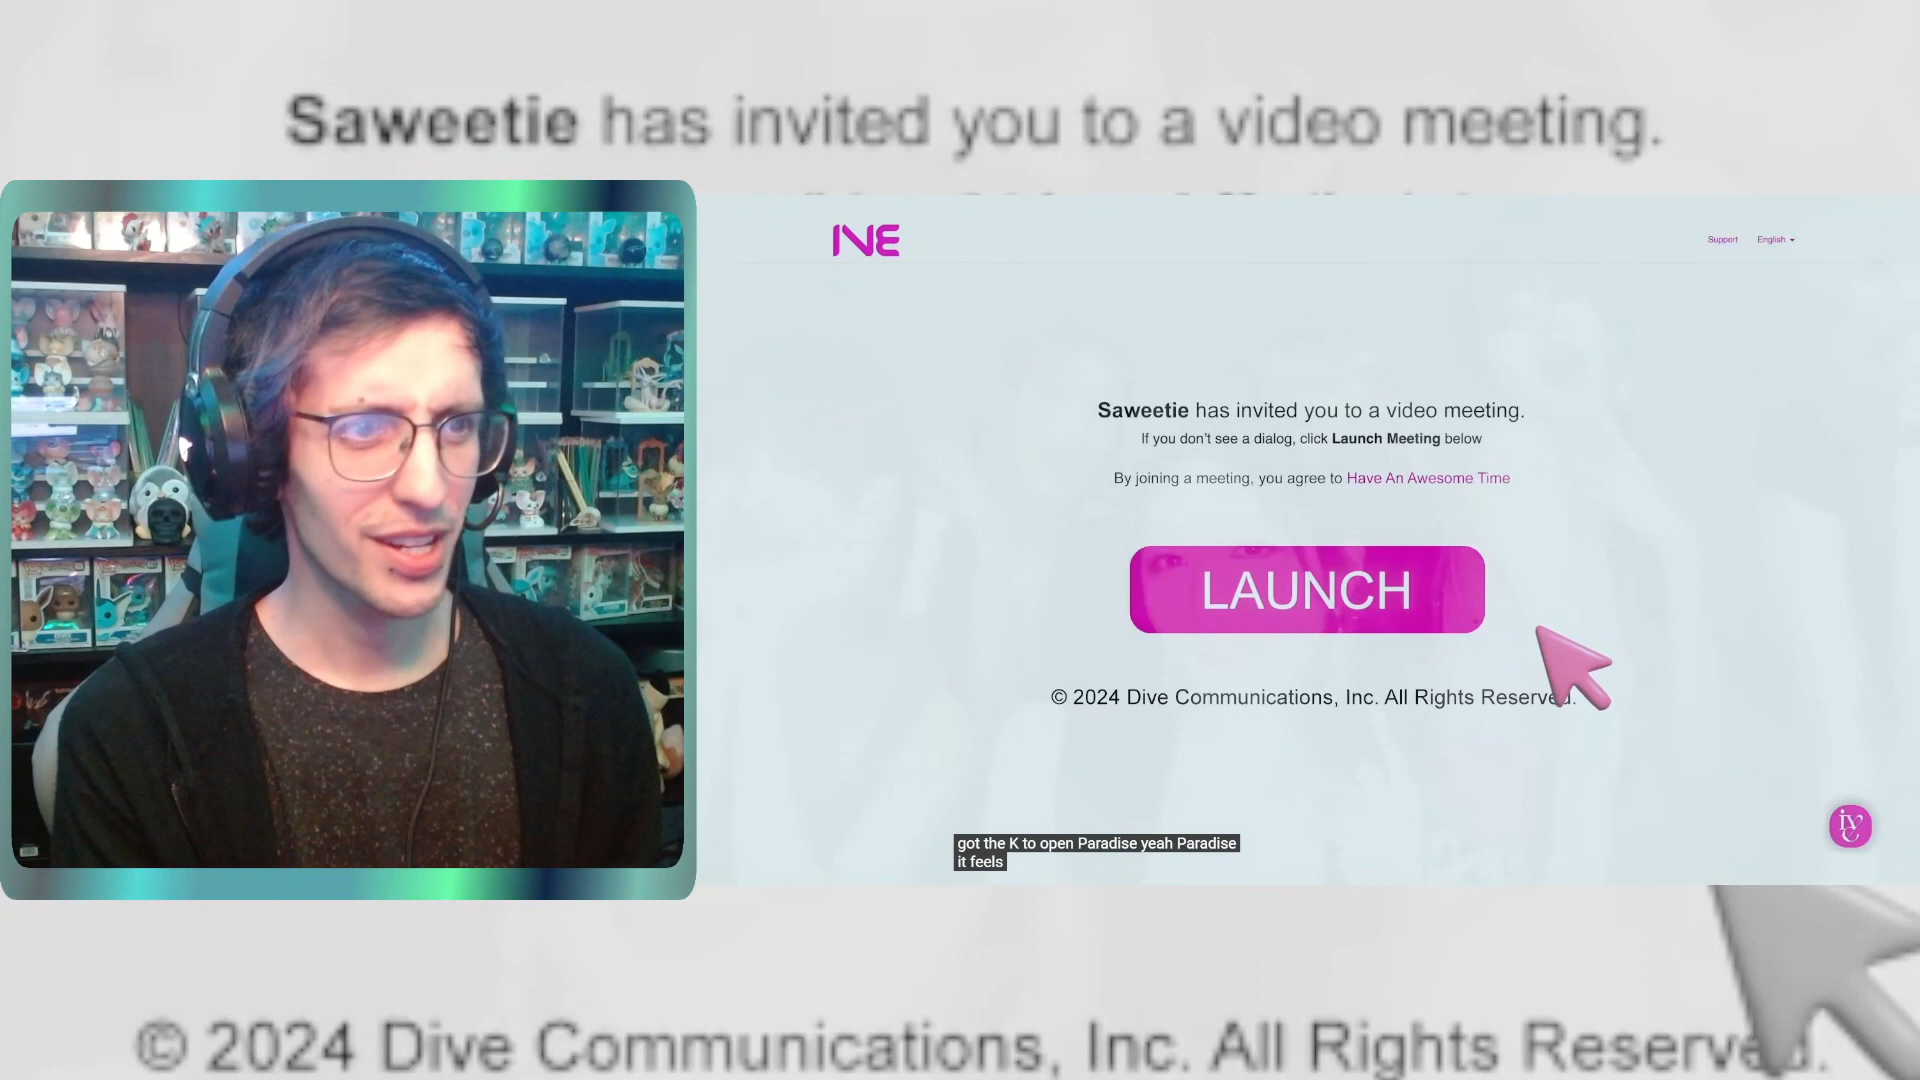 Saweetie has invited you to a video meeting.
IVE
Support English
Saweetie has invited you to a video meeting.
If you don't see a dialog, click Launch Meeting below
By joining a meeting, you agree to Have An Awesome Time
LAUNCH
© 2024 Dive Communications, Inc. All Rights Reserved.
IVE
got the K to open Paradise yeah Paradise
it feels
© 2024 Dive Communications, Inc. All Rights Reserved.